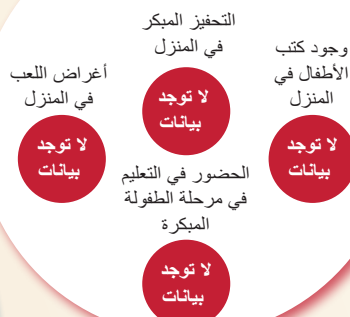 التحفيز المبكر
في المنزل
لا توجد
بيانات
وجود كتب
الأطفال في
المنزل
لا توجد
بيانات
أغراض اللعب
في المنزل
لا توجد
بيانات
الحضور في التعليم
في مرحلة الطفولة
المبكرة
لا توجد
بيانات